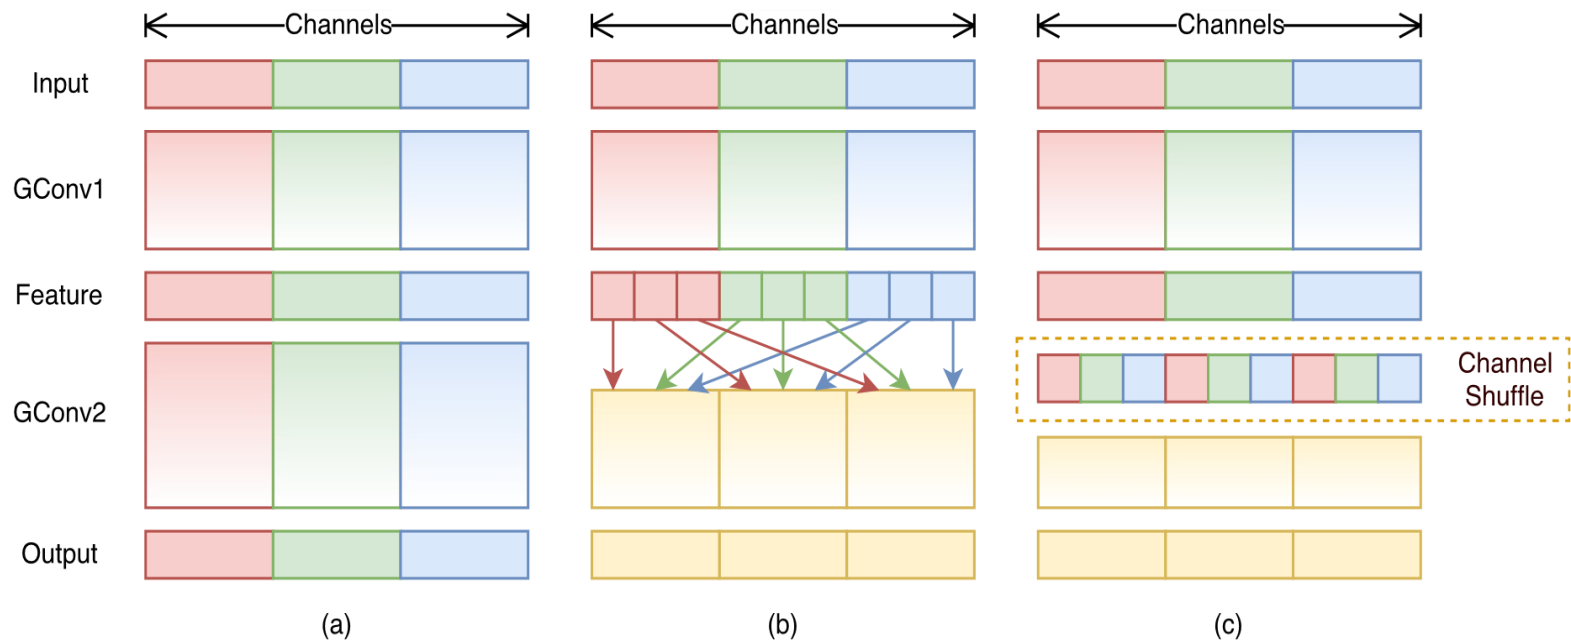 Channels
Channels
Channels
Input
GConv1
Feature
Channel
Shuffle
GConv2
Output
(a)
(b)
(c)